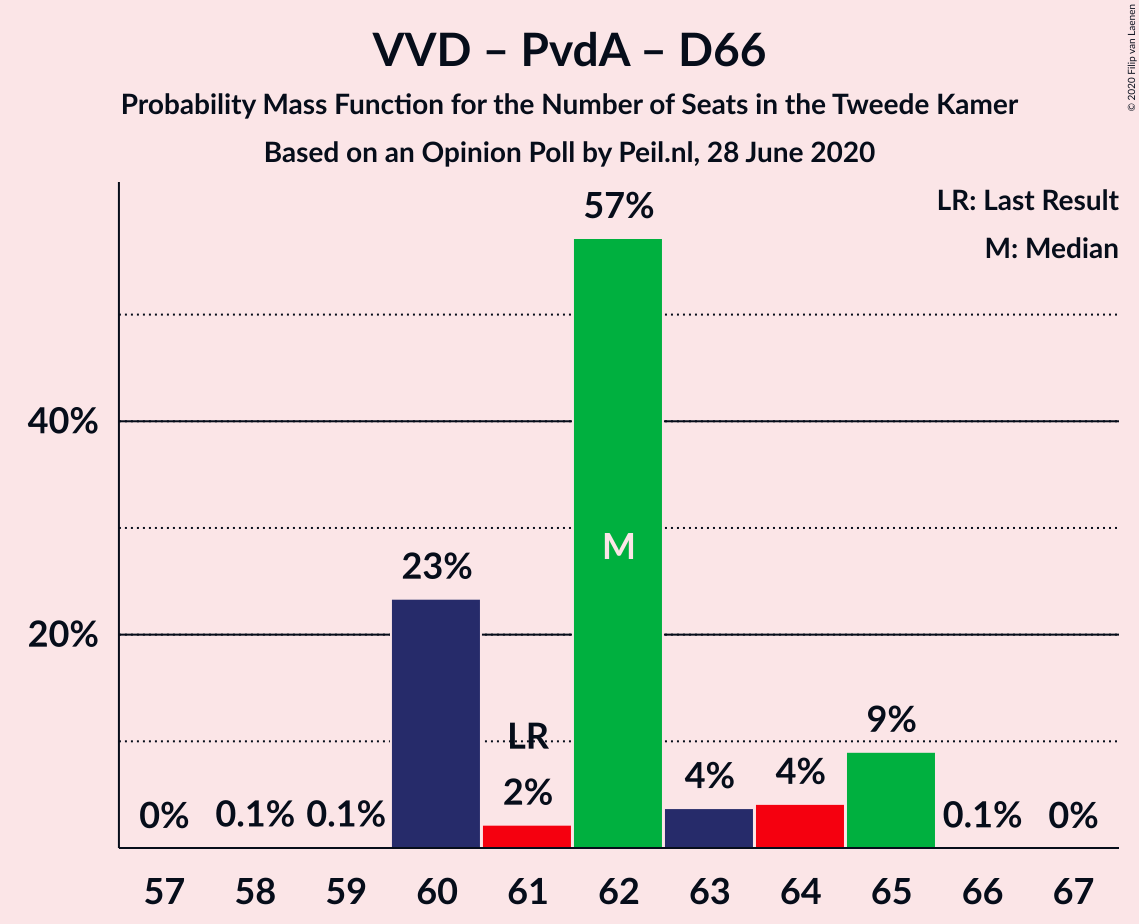 VVD – PvdA – D66
Probability Mass Function for the Number of Seats in the Tweede Kamer
Based on an Opinion Poll by Peil.nl, 28 June 2020
© 2020 Filip van Laenen
LR: Last Result
M: Median
57%
40%
M
23%
20%
LR
9%
2%
4%
4%
0%
0.1%
0.1%
0.1%
0%
57 58 59 60 61 62 63 64 65 66 67